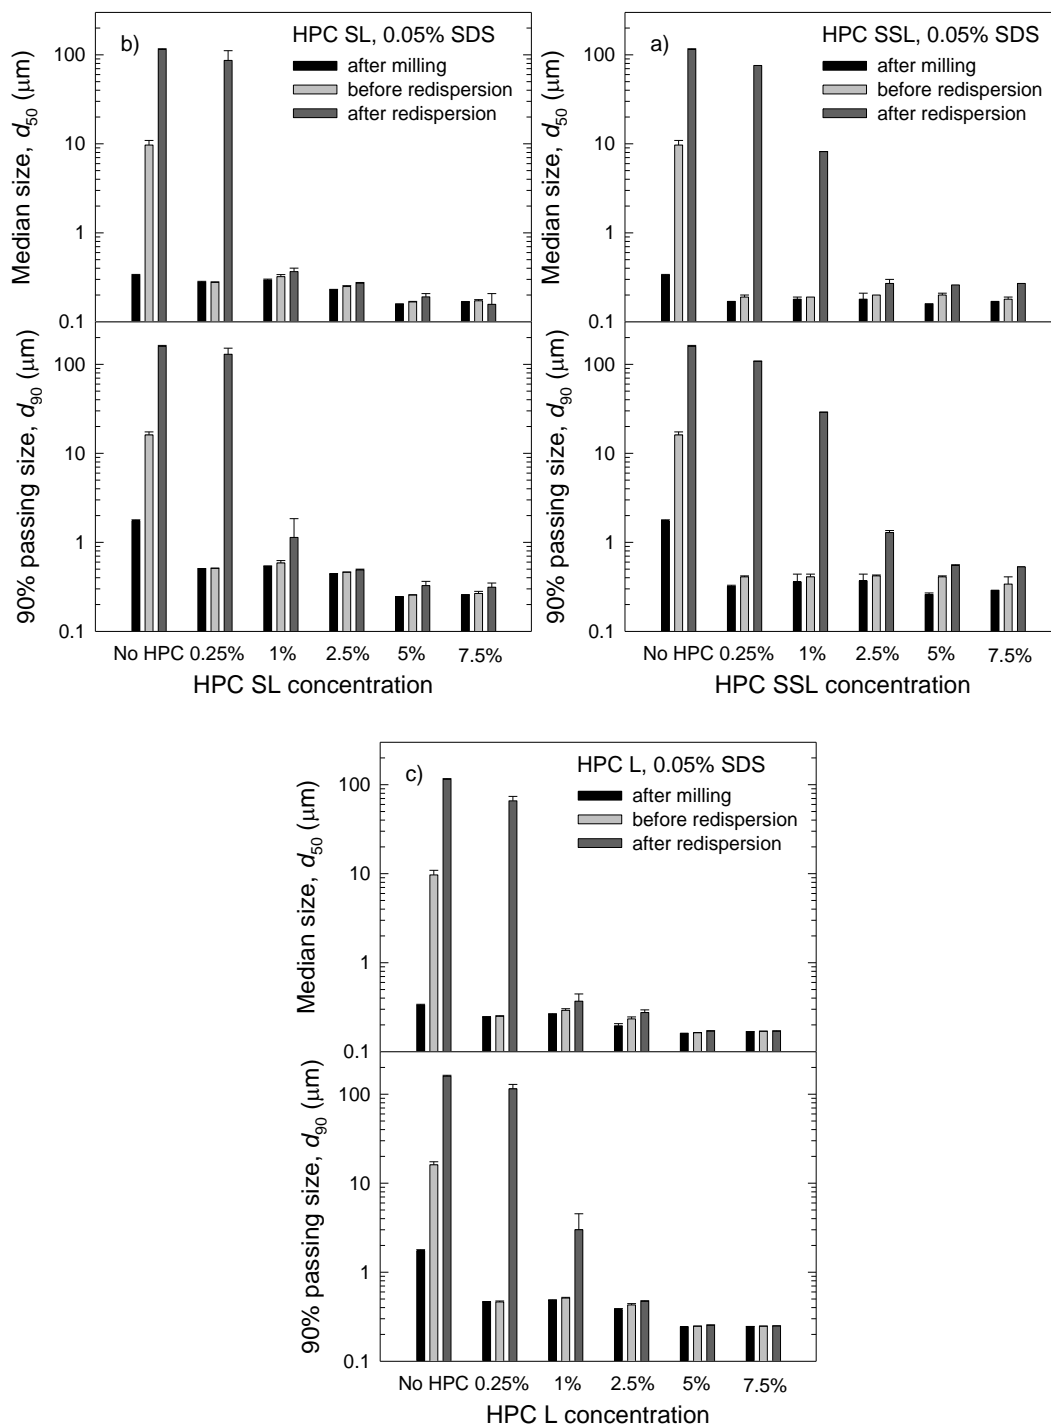 b)
HPC SL, 0.05% SDS
after milling
before redispersion
after redispersion
Median size, d50 (μm)
100
10
1
0.1
90% passing size, d90 (μm)
100
10
1
0.1
No HPC 0.25% 1% 2.5% 5% 7.5%
HPC SL concentration
a)
HPC SSL, 0.05% SDS
after milling
before redispersion
after redispersion
Median size, d50 (μm)
100
10
1
0.1
90% passing size, d90 (μm)
100
10
1
0.1
No HPC 0.25% 1% 2.5% 5% 7.5%
HPC SSL concentration
c)
HPC L, 0.05% SDS
after milling
before redispersion
after redispersion
Median size, d50 (μm)
100
10
1
0.1
90% passing size, d90 (μm)
100
10
1
0.1
No HPC 0.25% 1% 2.5% 5% 7.5%
HPC L concentration